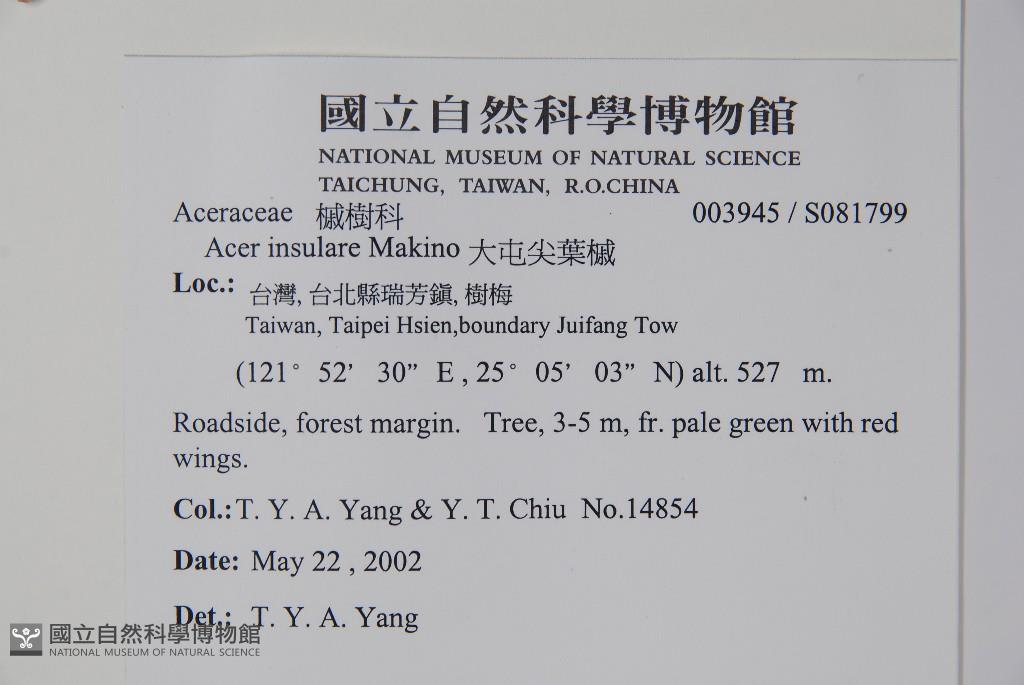 國立自然科學博物館
NATIONAL MUSEUM OF NATURAL SCIENCE
TAICHUNG, TAIWAN, R.O.CHINA
Aceraceae 槭樹科 003945 / S081799
Acer insulare Makino 大屯尖葉槭
Loc.: 台灣, 台北縣瑞芳鎮, 樹梅
Taiwan, Taipei Hsien,boundary Juifang Tow
(121° 52’ 30” E , 25° 05’ 03” N) alt. 527 m.
Roadside, forest margin. Tree, 3-5 m, fr. pale green with red
wings.
Col.:T. Y. A. Yang & Y. T. Chiu No.14854
Date: May 22 , 2002
Det.: T. Y. A. Yang
國立自然科學博物館
NATIONAL MUSEUM OF NATURAL SCIENCE